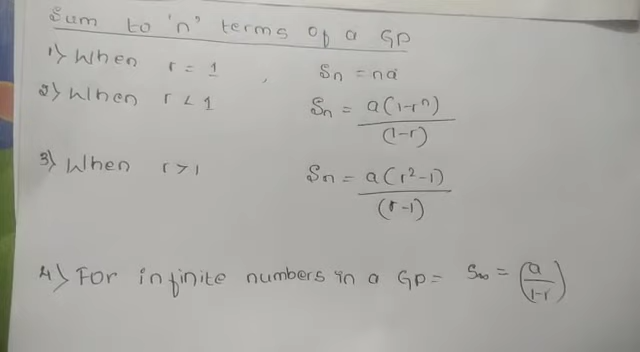 Sum to 'n' terms of a GP
1) When r = 1 , Sn = na
2) When r < 1 Sn = a(1-rⁿ)/(1-r)
3) When r > 1 Sn = a(r²-1)/(r-1)
4) For infinite numbers in a GP = S∞ = (a/1-r)